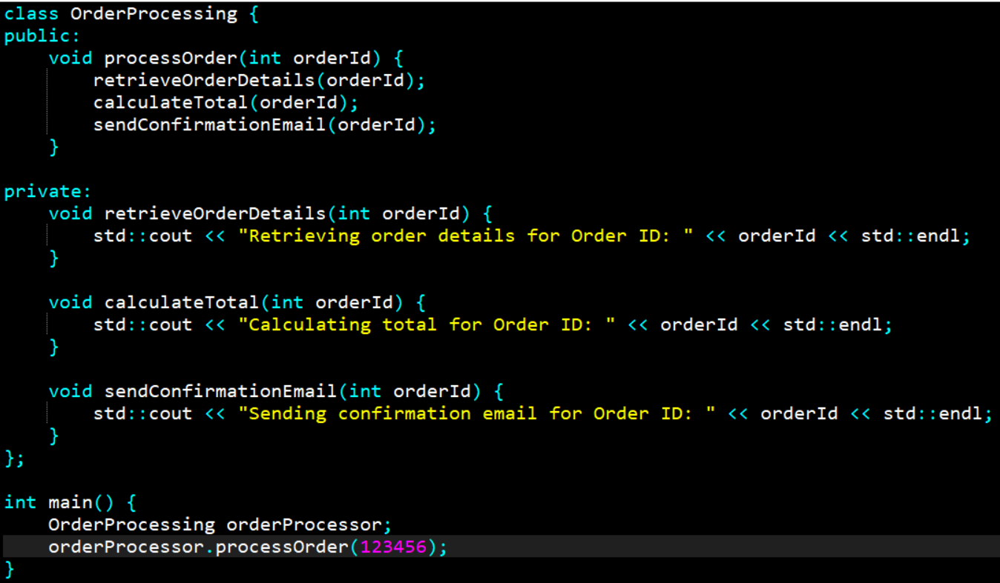 class OrderProcessing {
public:
    void processOrder(int orderId) {
        retrieveOrderDetails(orderId);
        calculateTotal(orderId);
        sendConfirmationEmail(orderId);
    }

private:
    void retrieveOrderDetails(int orderId) {
        std::cout << "Retrieving order details for Order ID: " << orderId << std::endl;
    }

    void calculateTotal(int orderId) {
        std::cout << "Calculating total for Order ID: " << orderId << std::endl;
    }

    void sendConfirmationEmail(int orderId) {
        std::cout << "Sending confirmation email for Order ID: " << orderId << std::endl;
    }
};

int main() {
    OrderProcessing orderProcessor;
    orderProcessor.processOrder(123456);
}